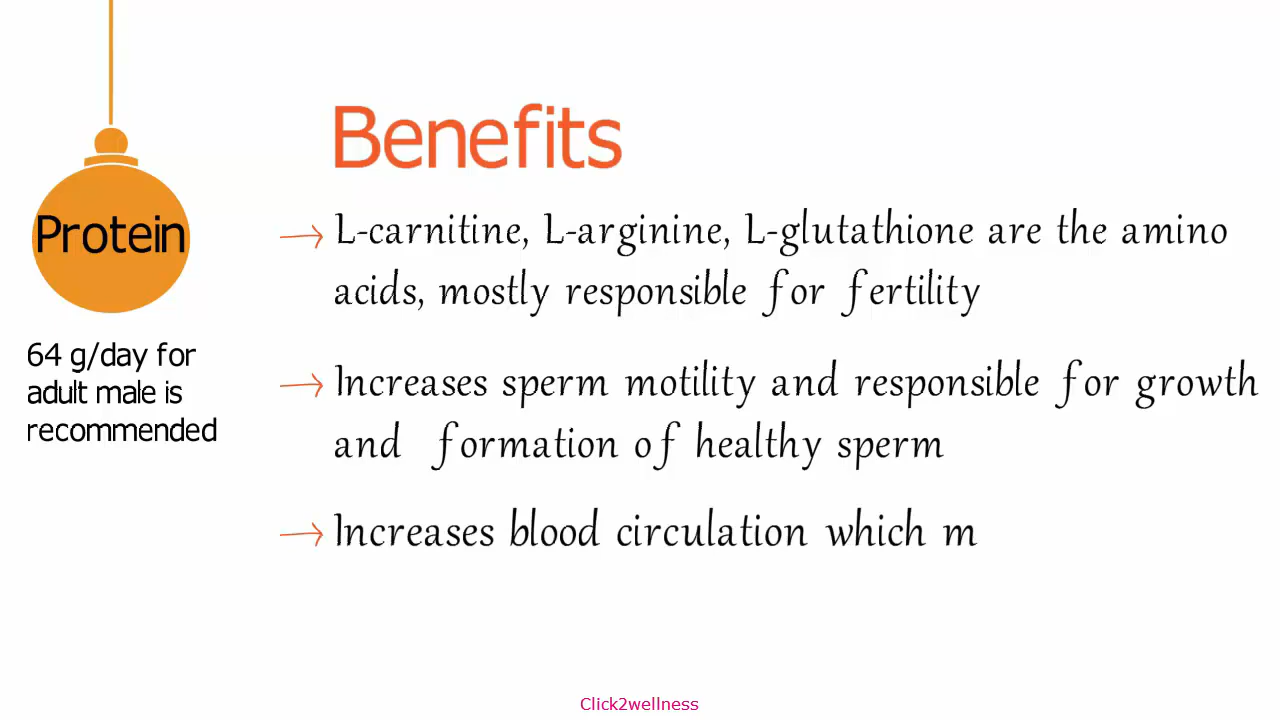 Benefits
Protein
L-carnitine, L-arginine, L-glutathione are the amino
acids, mostly responsible for fertility
64 g/day for
adult male is
recommended
Increases sperm motility and responsible for growth
and formation of healthy sperm
Increases blood circulation which m
Click2wellness